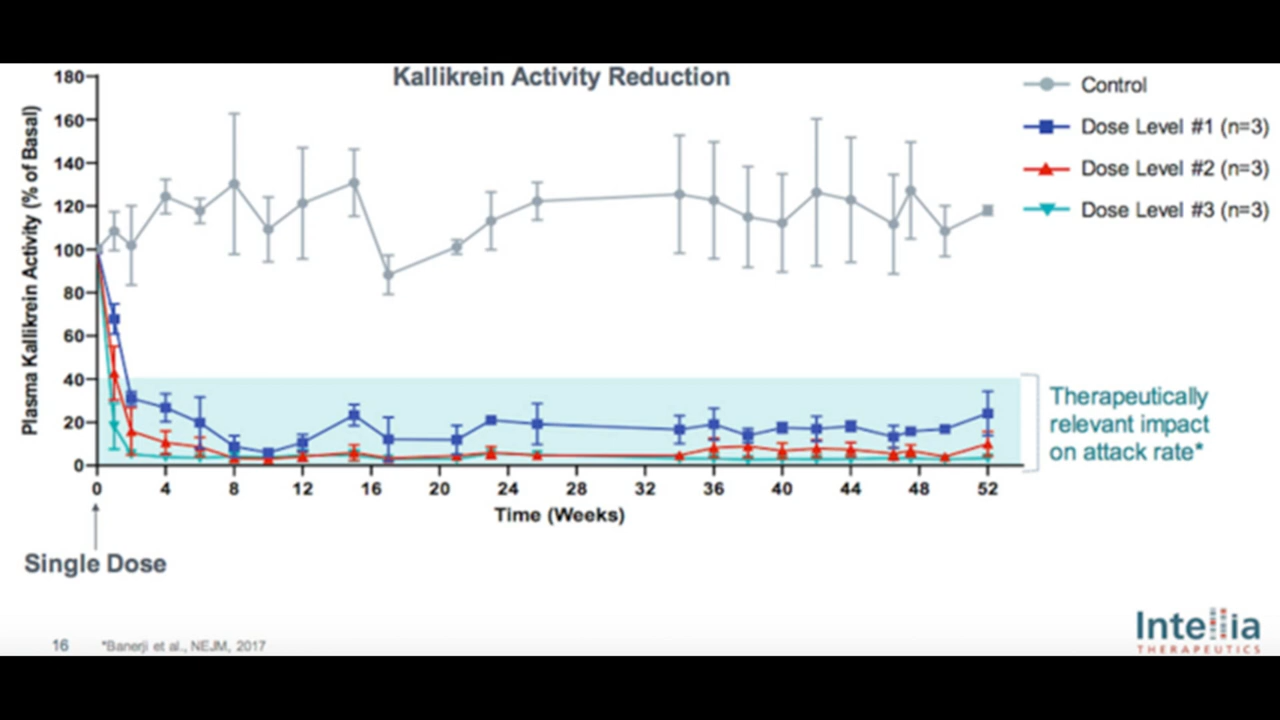 Kallikrein Activity Reduction
Plasma Kallikrein Activity (% of Basal)
180
160
140
120
100
80
60
40
20
0
0 4 8 12 16 20 24 28 32 36 40 44 48 52
Time (Weeks)
Single Dose
Control
Dose Level #1 (n=3)
Dose Level #2 (n=3)
Dose Level #3 (n=3)
Therapeutically
relevant impact
on attack rate*
16 *Banerji et al., NEJM, 2017
Intellia
THERAPEUTICS